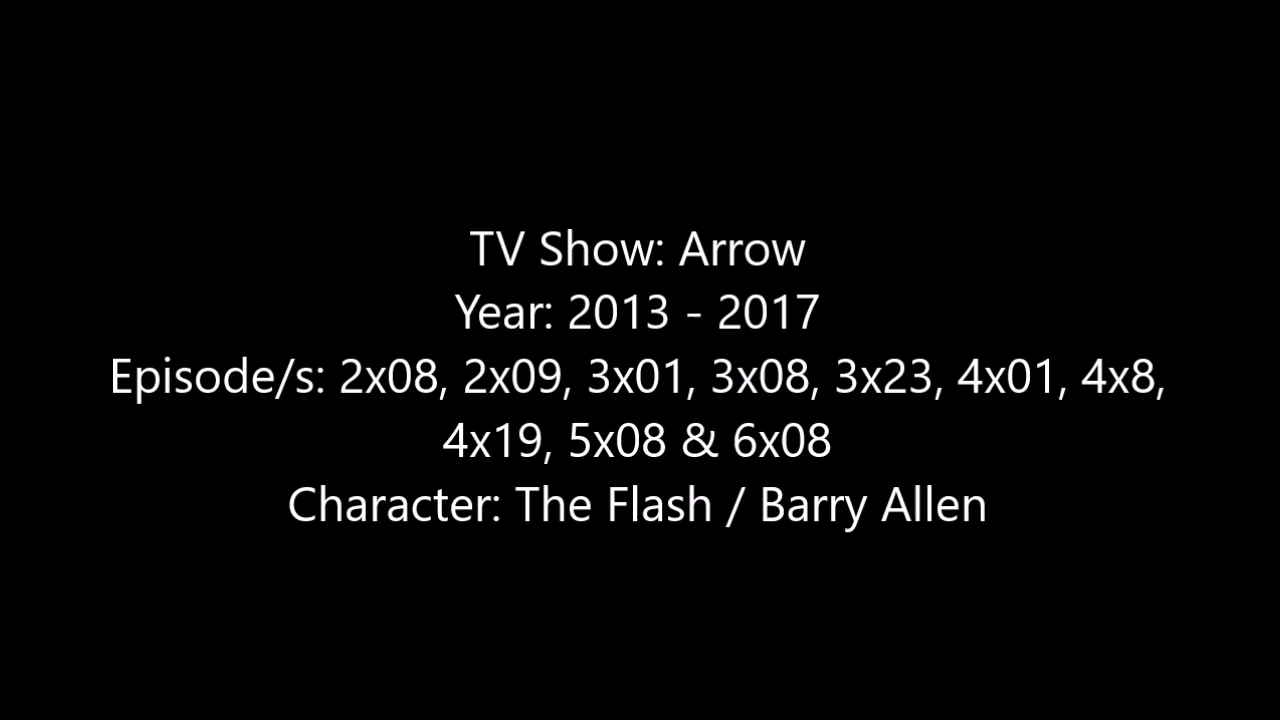 TV Show: Arrow
Year: 2013 - 2017
Episode/s: 2x08, 2x09, 3x01, 3x08, 3x23, 4x01, 4x8,
4x19, 5x08 & 6x08
Character: The Flash / Barry Allen